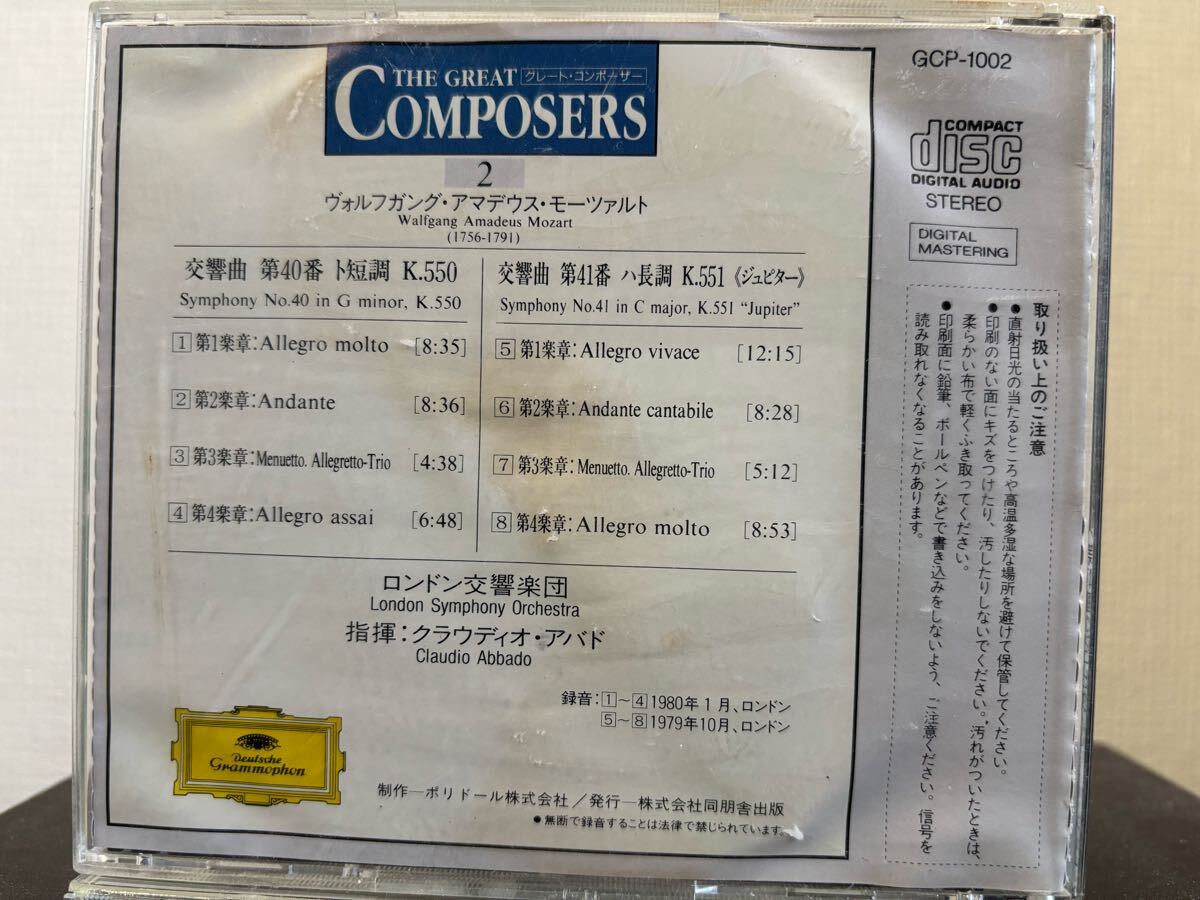 THE GREAT グレート・コンポーザー
COMPOSERS
2
ヴォルフガング・アマデウス・モーツァルト
Walfgang Amadeus Mozart
(1756-1791)
交響曲 第40番 ト短調 K.550
Symphony No.40 in G minor, K.550
1 第1楽章:Allegro molto [8:35]
2 第2楽章:Andante [8:36]
3 第3楽章:Menuetto. Allegretto-Trio [4:38]
4 第4楽章:Allegro assai [6:48]
交響曲 第41番 ハ長調 K.551《ジュピター》
Symphony No.41 in C major, K.551 “Jupiter”
5 第1楽章:Allegro vivace [12:15]
6 第2楽章:Andante cantabile [8:28]
7 第3楽章:Menuetto. Allegretto-Trio [5:12]
8 第4楽章:Allegro molto [8:53]
ロンドン交響楽団
London Symphony Orchestra
指揮:クラウディオ・アバド
Claudio Abbado
録音:1〜4 1980年1月、ロンドン
5〜8 1979年10月、ロンドン
Deutsche
Grammophon
制作—ポリドール株式会社/発行—株式会社同朋舎出版
●無断で録音することは法律で禁じられています。
GCP-1002
COMPACT
disc
DIGITAL AUDIO
STEREO
DIGITAL
MASTERING
取り扱い上のご注意
●直射日光の当たるところや高温多湿な場所を避けて保管してください。
●印刷のない面にキズをつけたり、汚したりしないでください。汚れがついたときは、
柔らかい布で軽くふき取ってください。
●印刷面に鉛筆、ボールペンなどで書き込みをしないよう、ご注意ください。信号を
読み取れなくなることがあります。